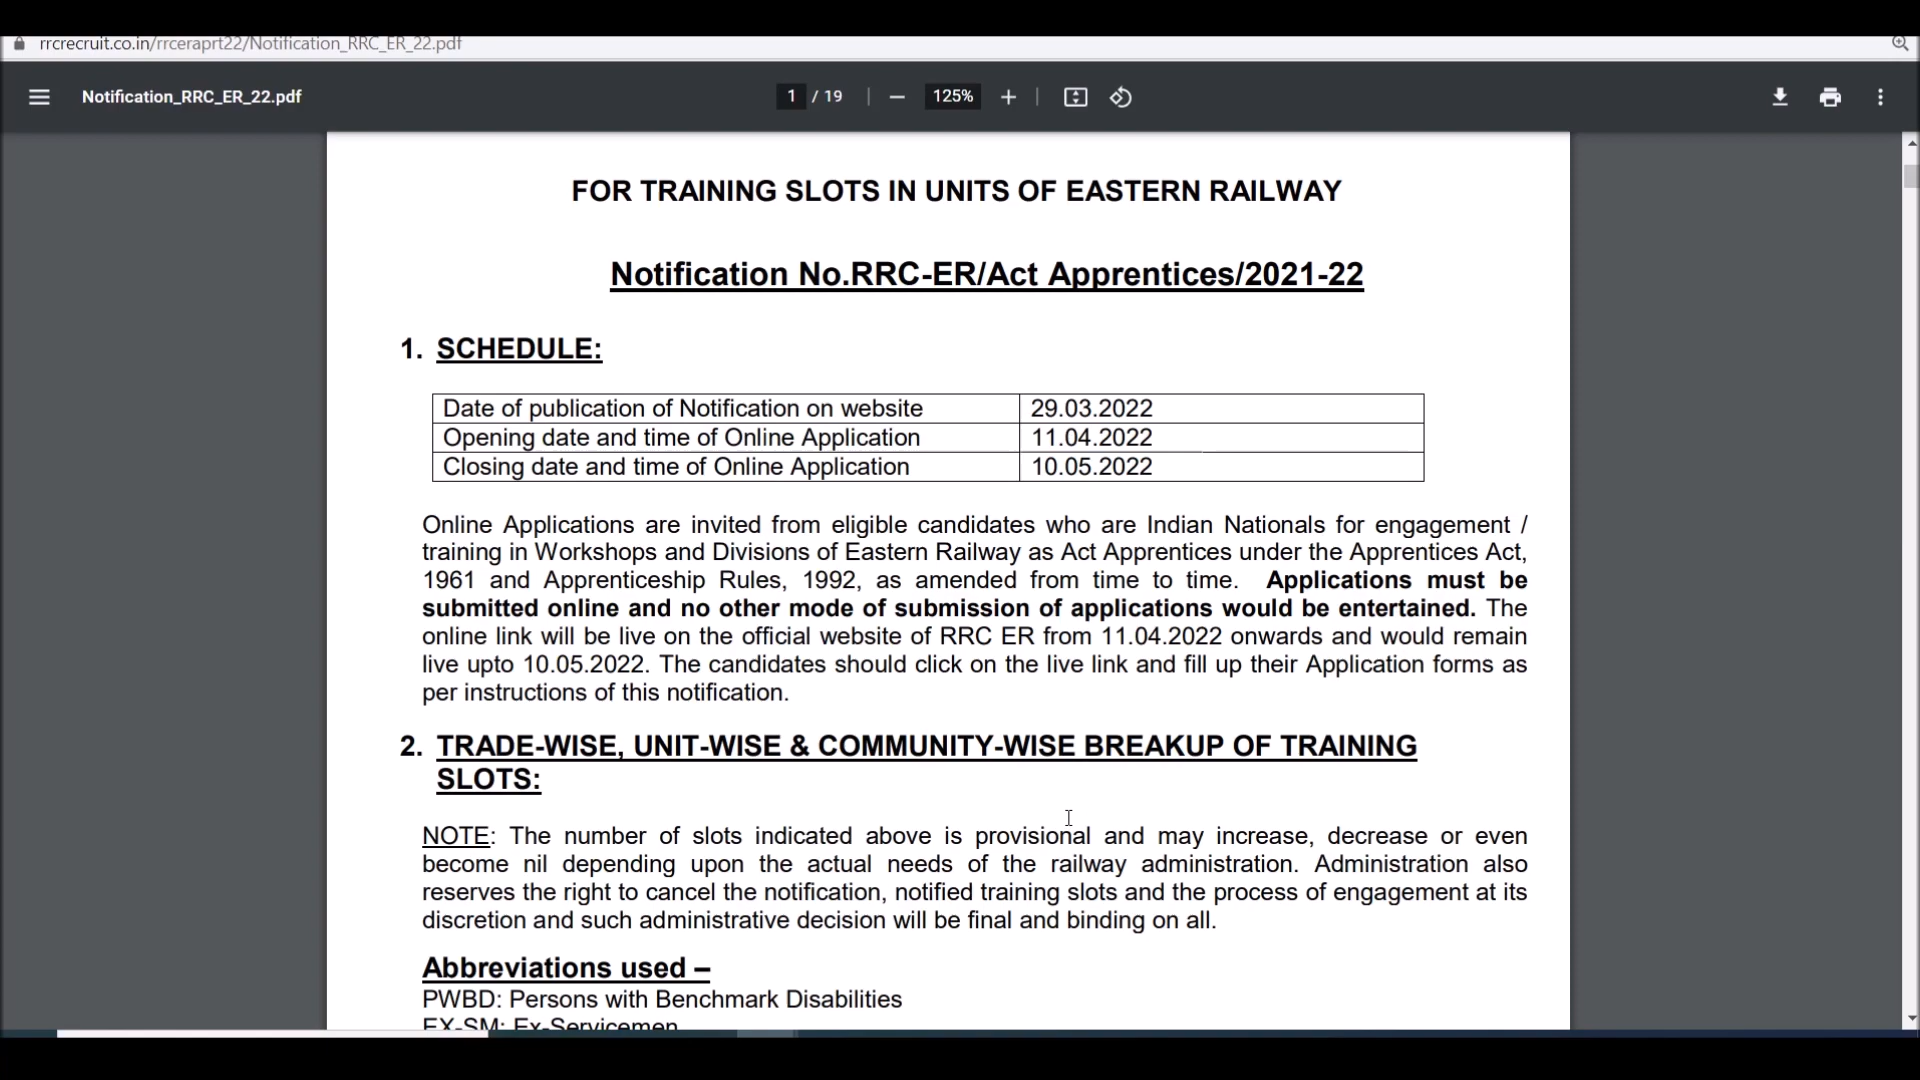 rrcrecruit.co.in/rrceraprt22/Notification_RRC_ER_22.pdf
Notification_RRC_ER_22.pdf
1 / 19
125%
FOR TRAINING SLOTS IN UNITS OF EASTERN RAILWAY
Notification No.RRC-ER/Act Apprentices/2021-22
1. SCHEDULE:
Date of publication of Notification on website 29.03.2022
Opening date and time of Online Application 11.04.2022
Closing date and time of Online Application 10.05.2022
Online Applications are invited from eligible candidates who are Indian Nationals for engagement /
training in Workshops and Divisions of Eastern Railway as Act Apprentices under the Apprentices Act,
1961 and Apprenticeship Rules, 1992, as amended from time to time. Applications must be
submitted online and no other mode of submission of applications would be entertained. The
online link will be live on the official website of RRC ER from 11.04.2022 onwards and would remain
live upto 10.05.2022. The candidates should click on the live link and fill up their Application forms as
per instructions of this notification.
2. TRADE-WISE, UNIT-WISE & COMMUNITY-WISE BREAKUP OF TRAINING
SLOTS:
NOTE: The number of slots indicated above is provisional and may increase, decrease or even
become nil depending upon the actual needs of the railway administration. Administration also
reserves the right to cancel the notification, notified training slots and the process of engagement at its
discretion and such administrative decision will be final and binding on all.
Abbreviations used –
PWBD: Persons with Benchmark Disabilities
EX-SM: Ex-Servicemen